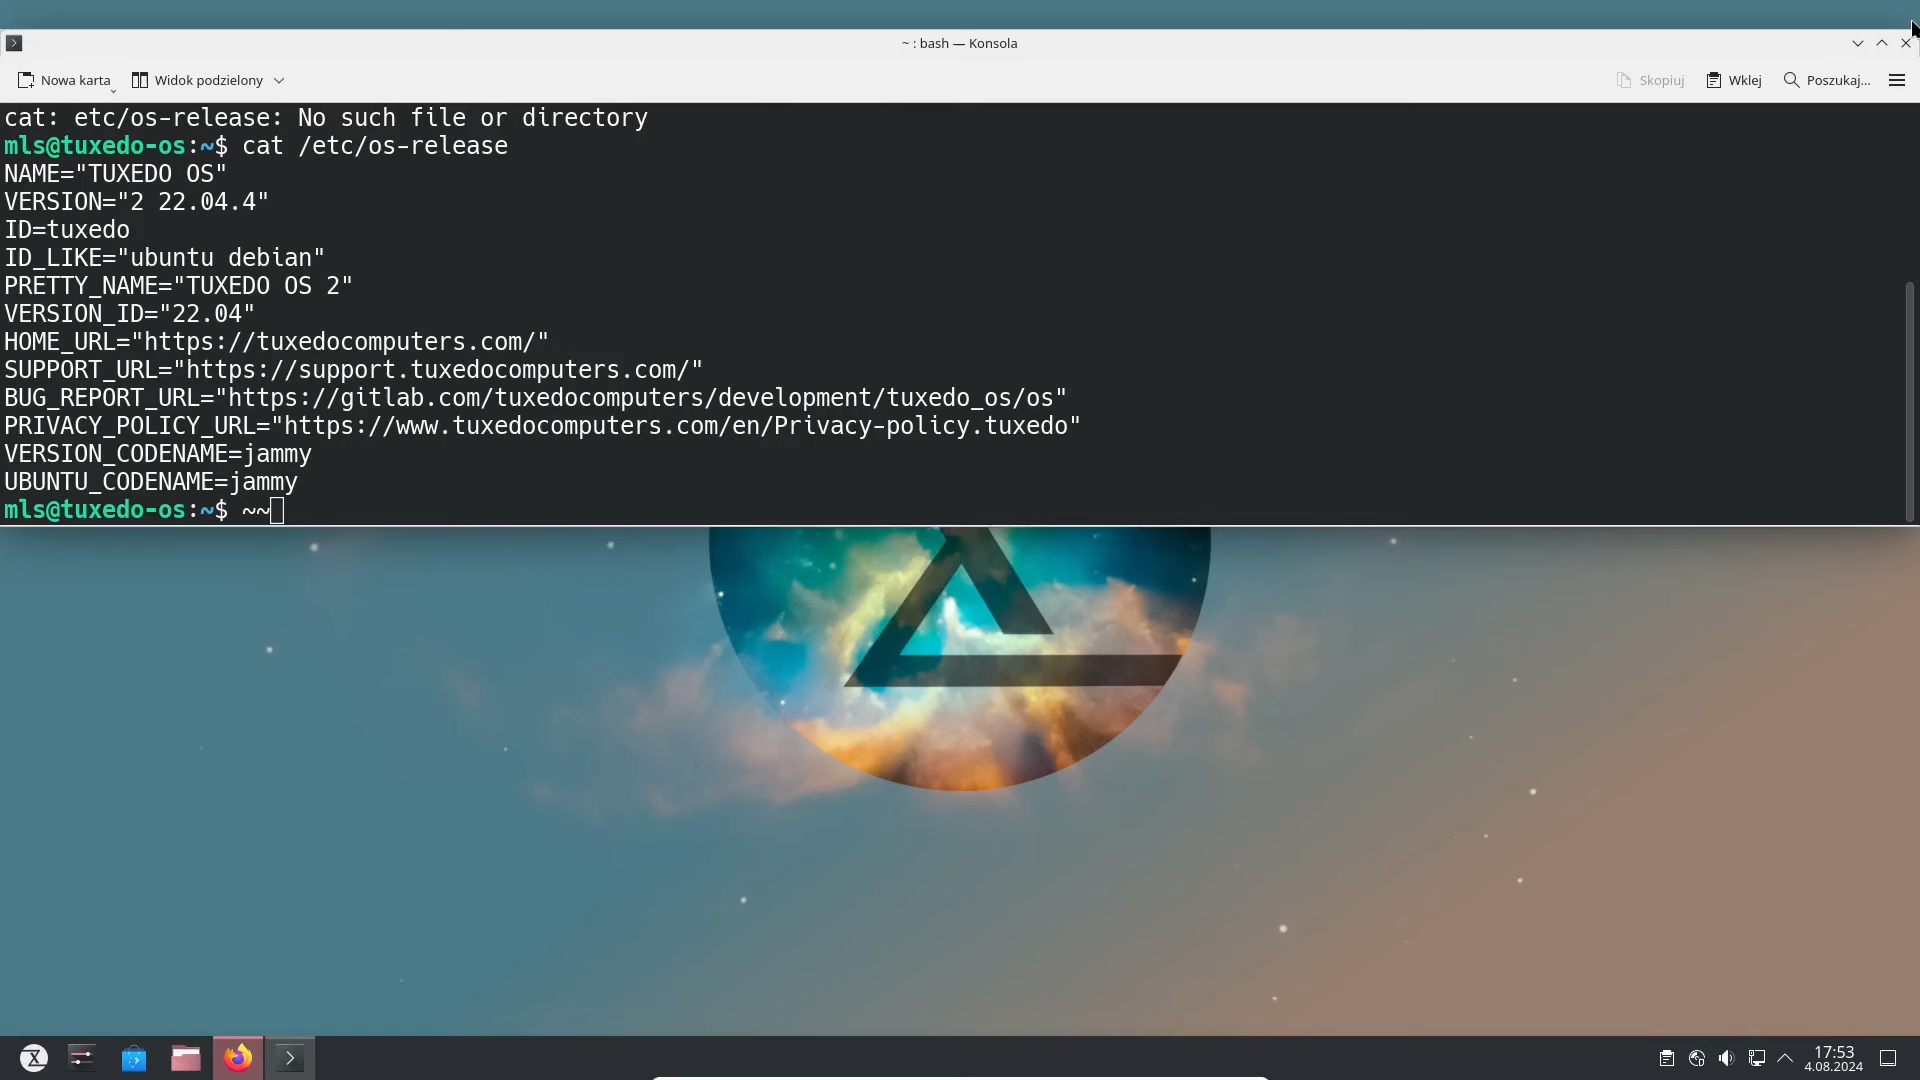 ~ : bash — Konsola
Nowa karta Widok podzielony Skopiuj Wklej Poszukaj...
cat: etc/os-release: No such file or directory
mls@tuxedo-os:~$ cat /etc/os-release
NAME="TUXEDO OS"
VERSION="2 22.04.4"
ID=tuxedo
ID_LIKE="ubuntu debian"
PRETTY_NAME="TUXEDO OS 2"
VERSION_ID="22.04"
HOME_URL="https://tuxedocomputers.com/"
SUPPORT_URL="https://support.tuxedocomputers.com/"
BUG_REPORT_URL="https://gitlab.com/tuxedocomputers/development/tuxedo_os/os"
PRIVACY_POLICY_URL="https://www.tuxedocomputers.com/en/Privacy-policy.tuxedo"
VERSION_CODENAME=jammy
UBUNTU_CODENAME=jammy
mls@tuxedo-os:~$ ~~
17:53
4.08.2024